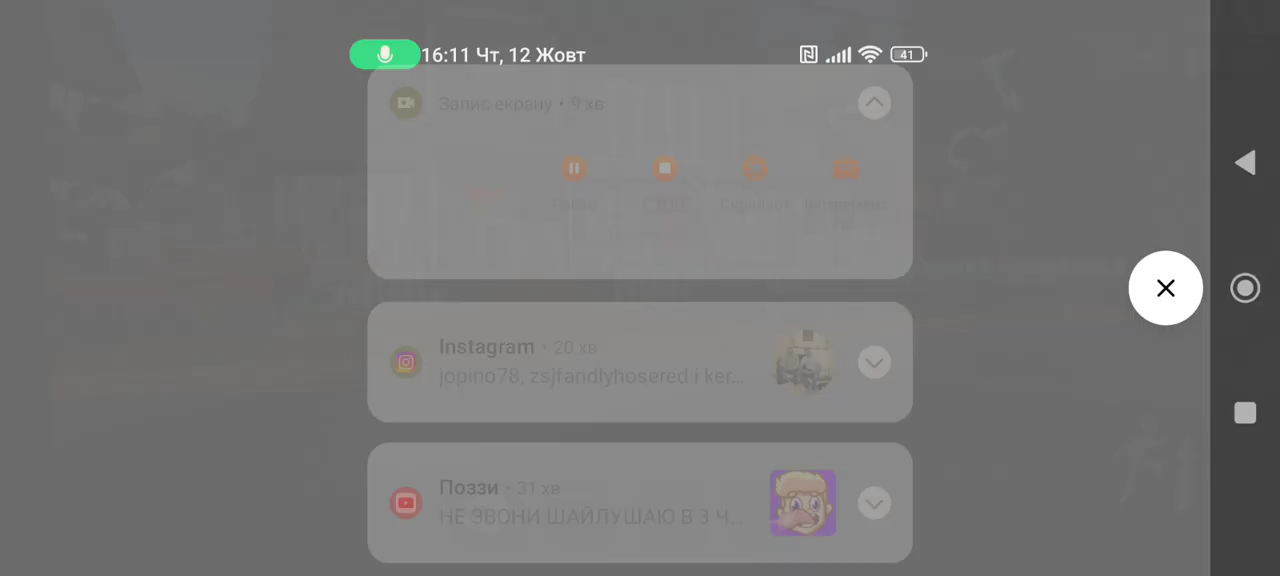 16:11 Чт, 12 Жовт
41
Запис екрану • 9 хв
Instagram • 20 хв
jopino78, zsjfandlyhosered i ker...
Поззи • 31 хв
НЕ ЗВОНИ ШАЙЛУШАЮ В 3 Ч...